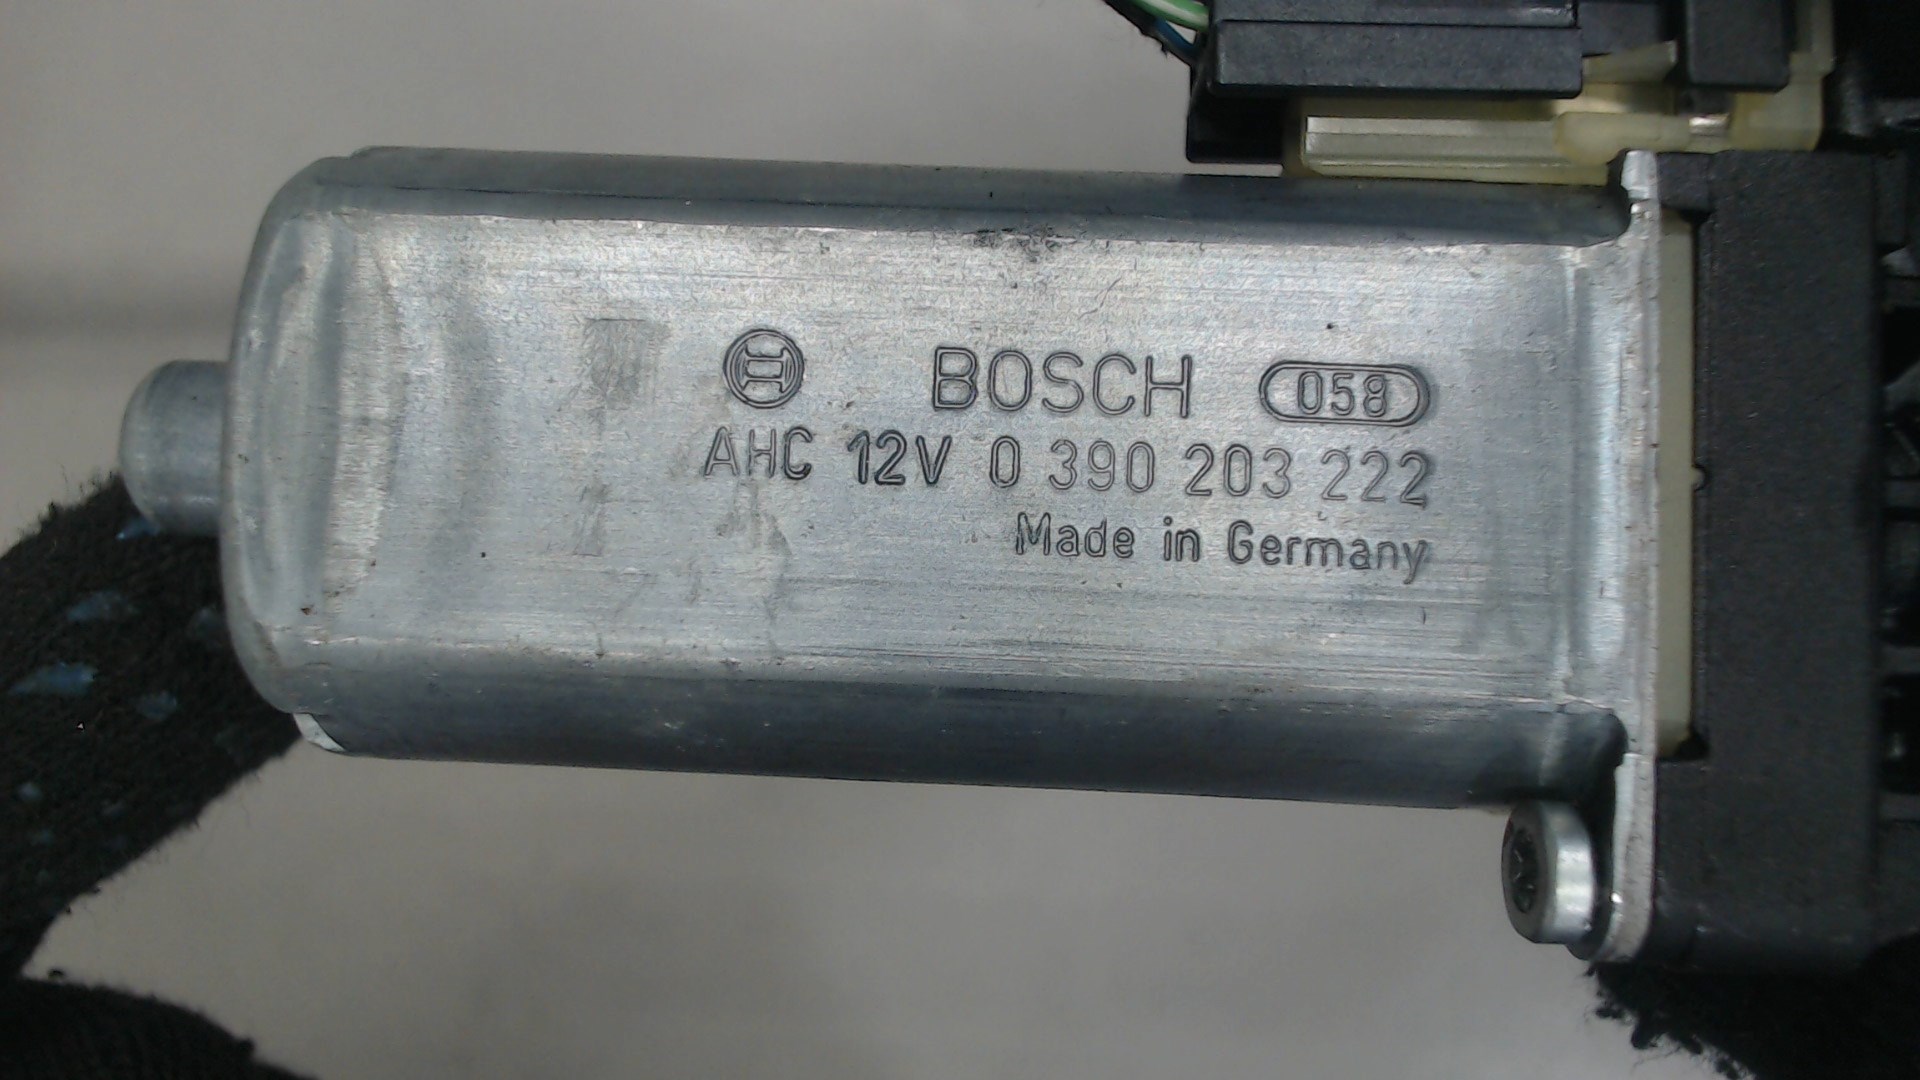 BOSCH 058
AHC 12V 0 390 203 222
Made in Germany